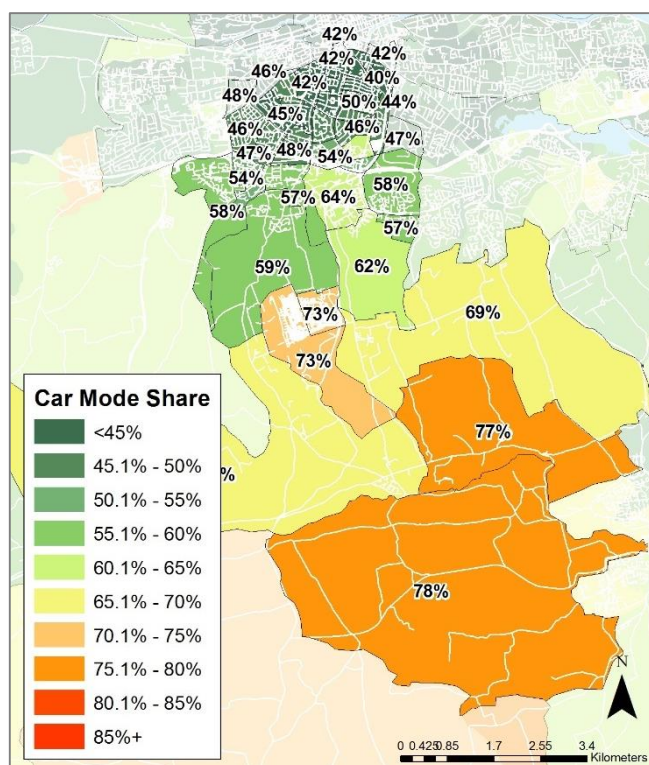 42%
42%
42%
46%
42%
40%
48%
50%
44%
45%
46%
46%
47%
47%
48%
54%
54%
58%
57%
64%
58%
57%
59%
62%
73%
69%
73%
77%
%
78%
Car Mode Share
<45%
45.1% - 50%
50.1% - 55%
55.1% - 60%
60.1% - 65%
65.1% - 70%
70.1% - 75%
75.1% - 80%
80.1% - 85%
85%+
N
0 0.425 0.85 1.7 2.55 3.4
Kilometers